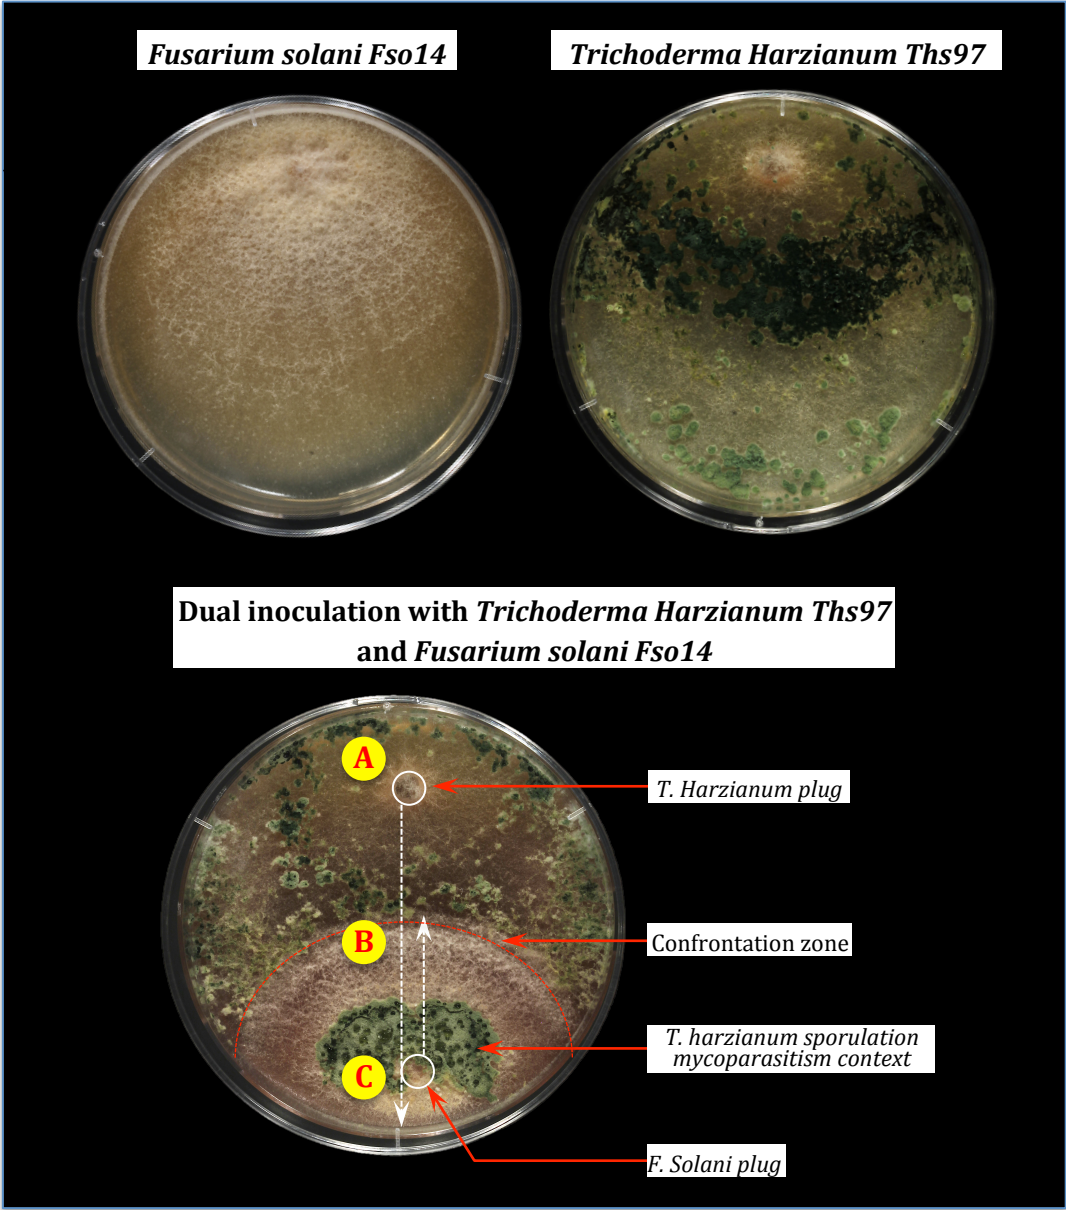 Fusarium solani Fso14
Trichoderma Harzianum Ths97
Dual inoculation with Trichoderma Harzianum Ths97
and Fusarium solani Fso14
A
T. Harzianum plug
B
Confrontation zone
T. harzianum sporulation
mycoparasitism context
C
F. Solani plug